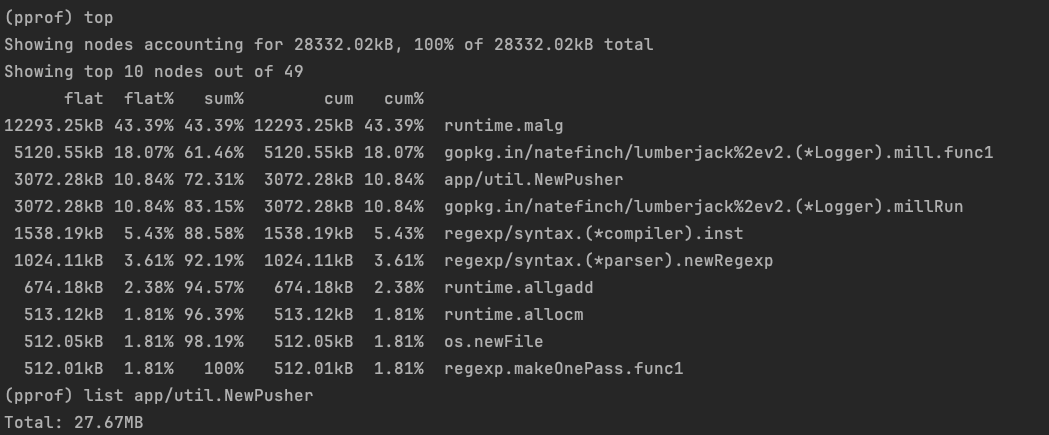 (pprof) top
Showing nodes accounting for 28332.02kB, 100% of 28332.02kB total
Showing top 10 nodes out of 49
      flat  flat%   sum%        cum   cum%
12293.25kB 43.39% 43.39% 12293.25kB 43.39%  runtime.malg
 5120.55kB 18.07% 61.46%  5120.55kB 18.07%  gopkg.in/natefinch/lumberjack%2ev2.(*Logger).mill.func1
 3072.28kB 10.84% 72.31%  3072.28kB 10.84%  app/util.NewPusher
 3072.28kB 10.84% 83.15%  3072.28kB 10.84%  gopkg.in/natefinch/lumberjack%2ev2.(*Logger).millRun
 1538.19kB  5.43% 88.58%  1538.19kB  5.43%  regexp/syntax.(*compiler).inst
 1024.11kB  3.61% 92.19%  1024.11kB  3.61%  regexp/syntax.(*parser).newRegexp
  674.18kB  2.38% 94.57%   674.18kB  2.38%  runtime.allgadd
  513.12kB  1.81% 96.39%   513.12kB  1.81%  runtime.allocm
  512.05kB  1.81% 98.19%   512.05kB  1.81%  os.newFile
  512.01kB  1.81%   100%   512.01kB  1.81%  regexp.makeOnePass.func1
(pprof) list app/util.NewPusher
Total: 27.67MB